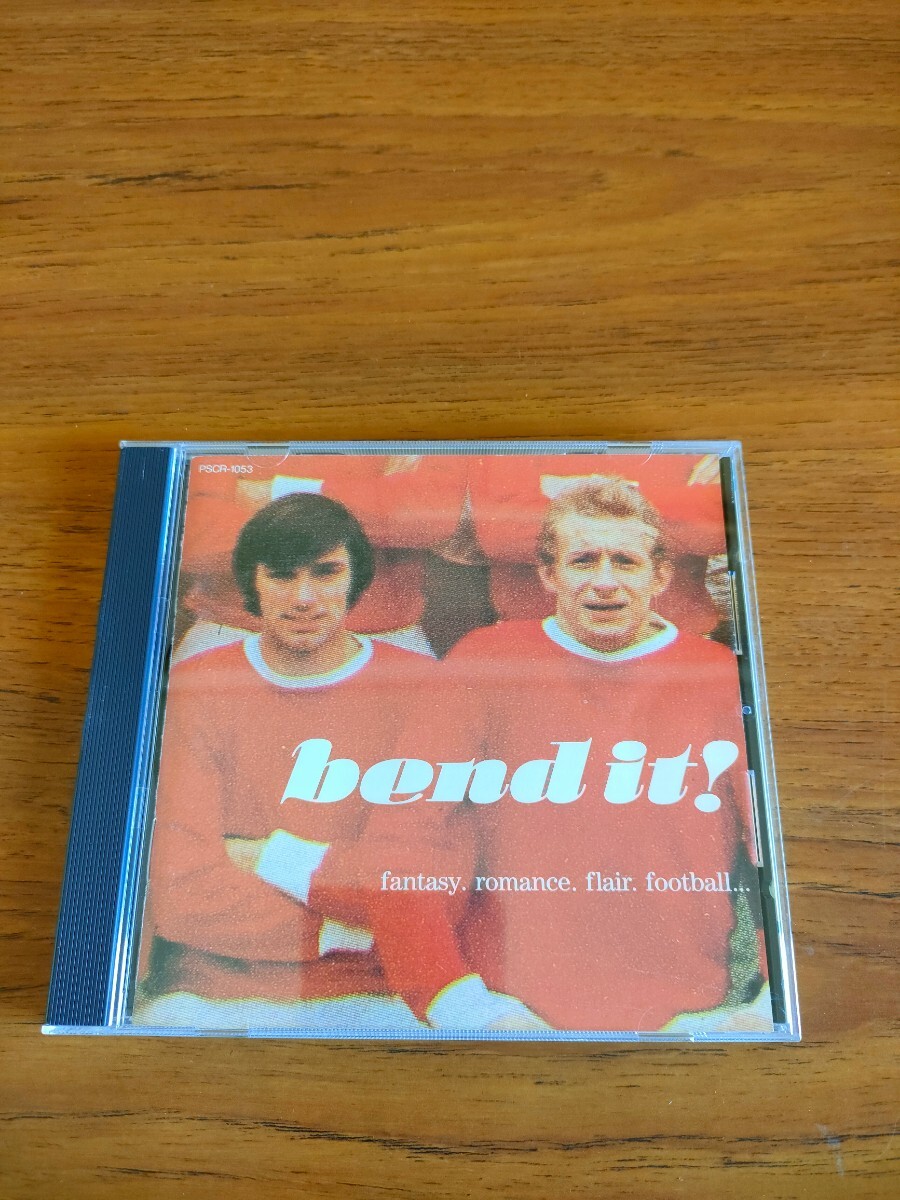 PSCR-1053
bend it!
fantasy. romance. flair. football...